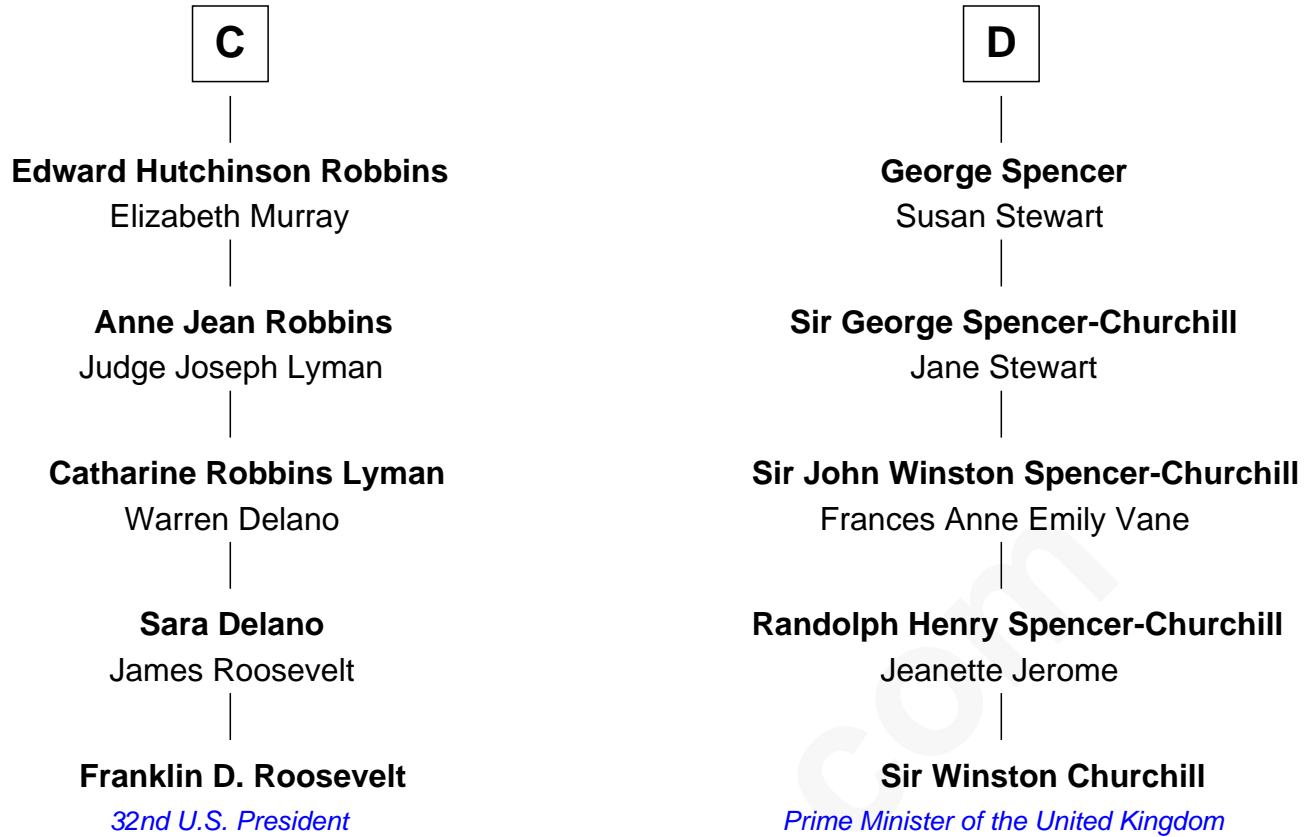 C
Edward Hutchinson Robbins
Elizabeth Murray
Anne Jean Robbins
Judge Joseph Lyman
Catharine Robbins Lyman
Warren Delano
Sara Delano
James Roosevelt
Franklin D. Roosevelt
32nd U.S. President
D
George Spencer
Susan Stewart
Sir George Spencer-Churchill
Jane Stewart
Sir John Winston Spencer-Churchill
Frances Anne Emily Vane
Randolph Henry Spencer-Churchill
Jeanette Jerome
Sir Winston Churchill
Prime Minister of the United Kingdom
com